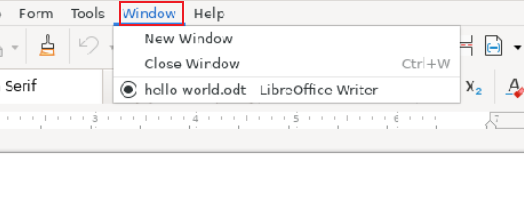 Form Tools Window Help
New Window
Close Window Ctrl+W
hello world.odt LibreOffice Writer
Serif X₂ A
3 4 5 6 7